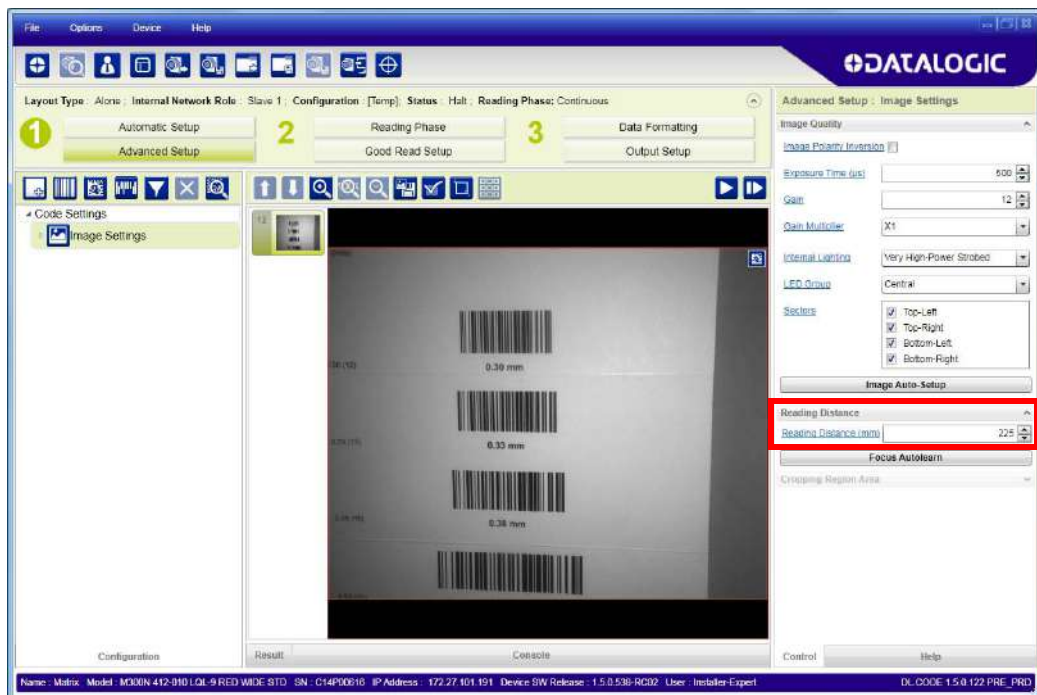 File Options Device Help
DATALOGIC
Layout Type : Alone ; Internal Network Role : Slave 1 ; Configuration : [Temp]; Status : Halt ; Reading Phase: Continuous
1 Automatic Setup
Advanced Setup
2 Reading Phase
Good Read Setup
3 Data Formatting
Output Setup
Code Settings
Image Settings
12
0.30 mm
0.33 mm
0.38 mm
Advanced Setup : Image Settings
Image Quality
Image Polarity Inversion
Exposure Time (µs) 500
Gain 12
Gain Multiplier X1
Internal Lighting Very High-Power Strobed
LED Group Central
Sectors Top-Left
Top-Right
Bottom-Left
Bottom-Right
Image Auto-Setup
Reading Distance
Reading Distance (mm) 225
Focus Autolearn
Cropping Region Area
Configuration Result Console Control Help
Name : Matrix Model : M300N 412-010 LQL-9 RED WIDE STD SN : C14P00616 IP Address : 172.27.101.191 Device SW Release : 1.5.0.538-RC02 User : Installer-Expert DL.CODE 1.5.0.122 PRE_PRD